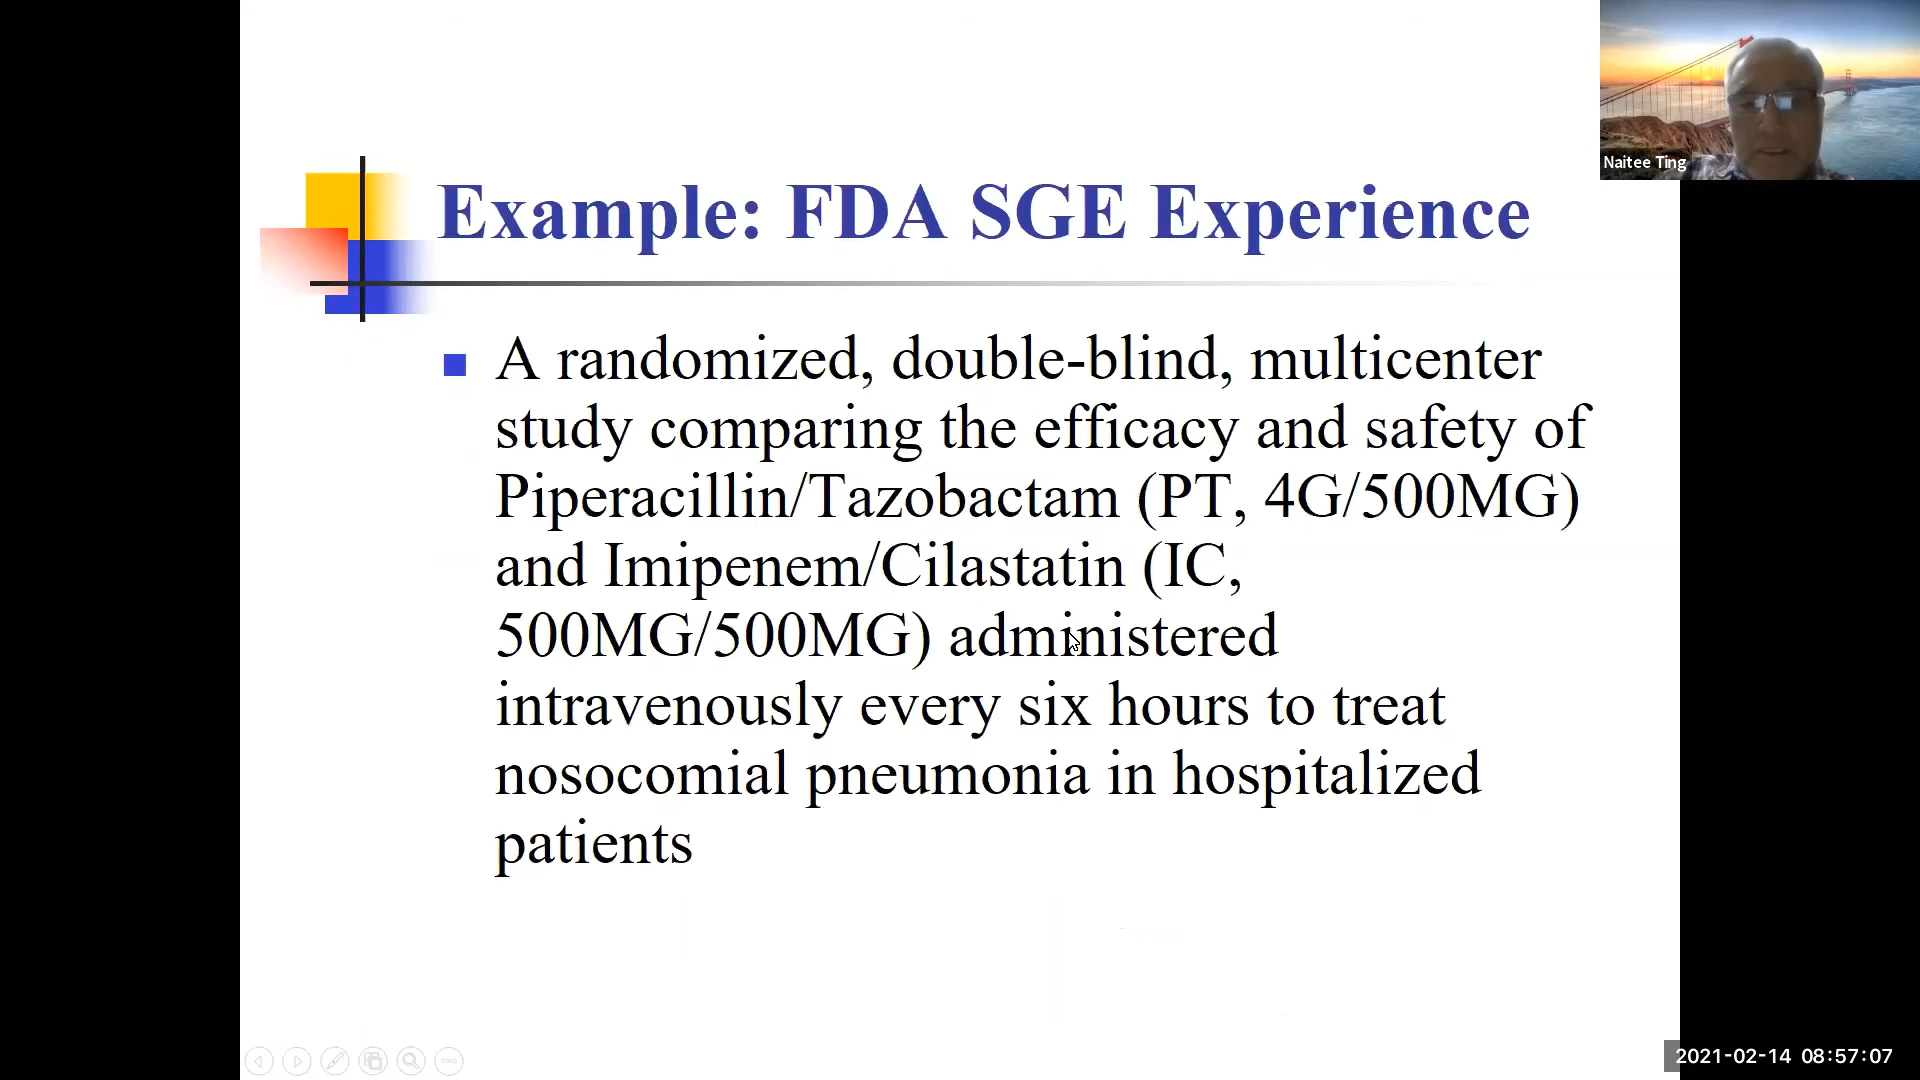 Naitee Ting
Example: FDA SGE Experience
A randomized, double-blind, multicenter
study comparing the efficacy and safety of
Piperacillin/Tazobactam (PT, 4G/500MG)
and Imipenem/Cilastatin (IC,
500MG/500MG) administered
intravenously every six hours to treat
nosocomial pneumonia in hospitalized
patients
2021-02-14 08:57:07